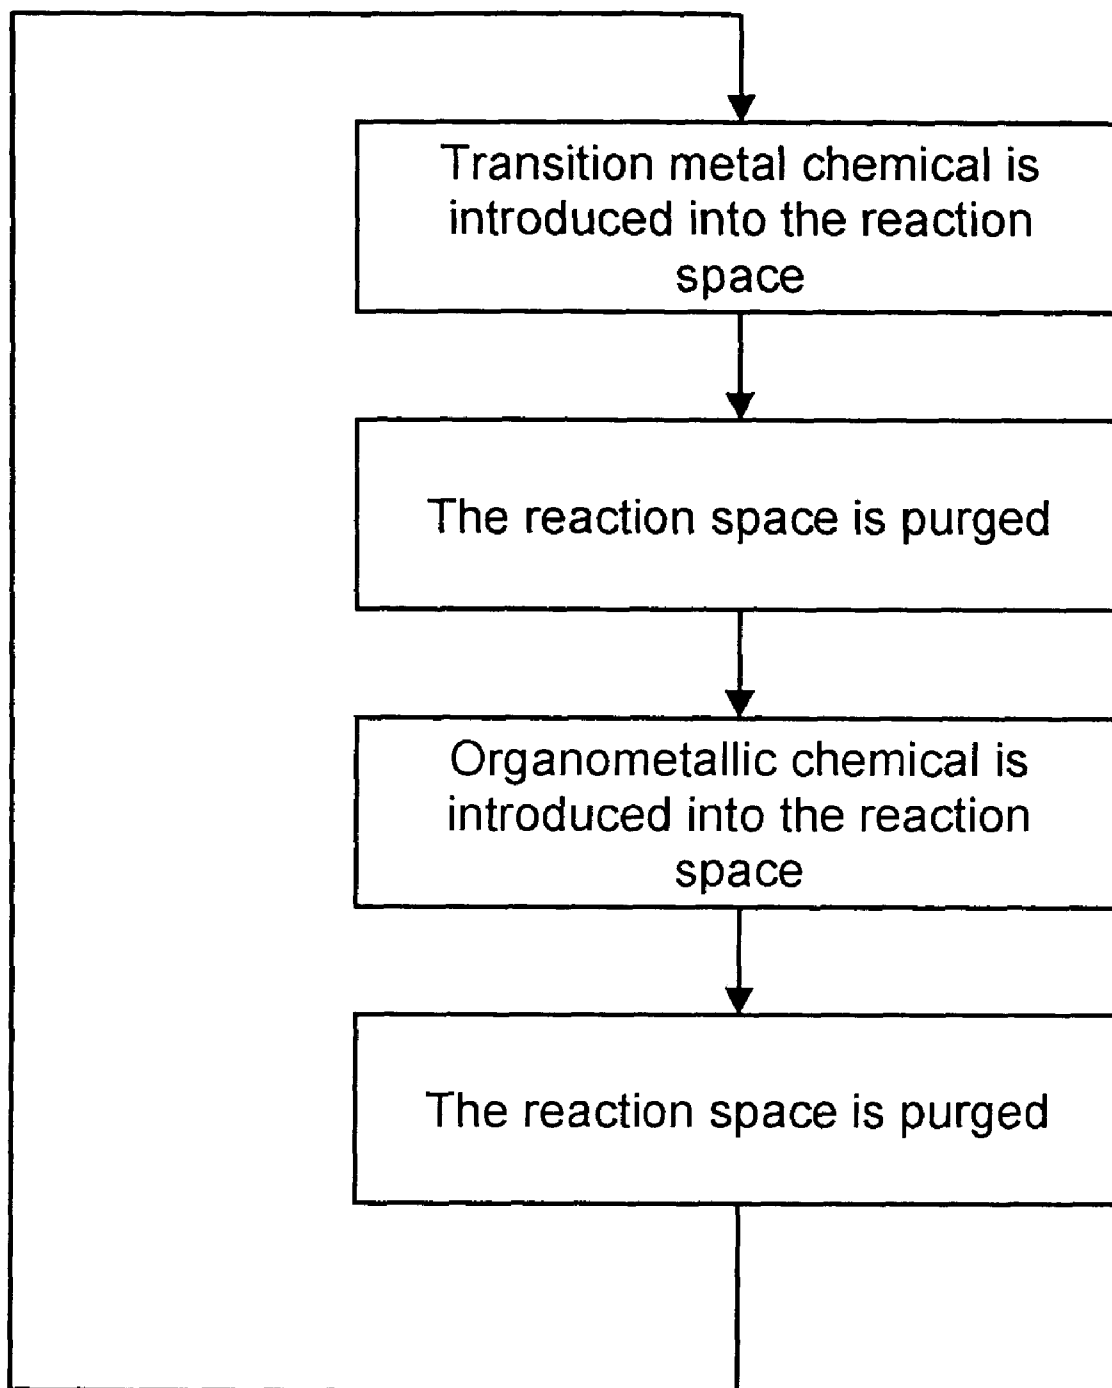 Transition metal chemical is
introduced into the reaction
space
The reaction space is purged
Organometallic chemical is
introduced into the reaction
space
The reaction space is purged